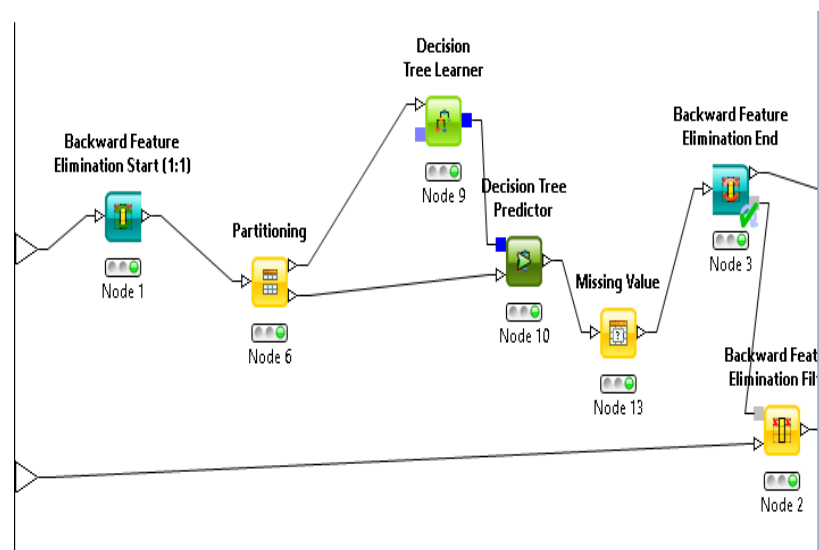 Decision
Tree Learner
Backward Feature
Elimination End
Backward Feature
Elimination Start (1:1)
Node 9
Decision Tree
Predictor
Partitioning
Node 3
Missing Value
Node 1
Node 10
Node 6
Backward Feat
Elimination Filt
Node 13
?
Node 2